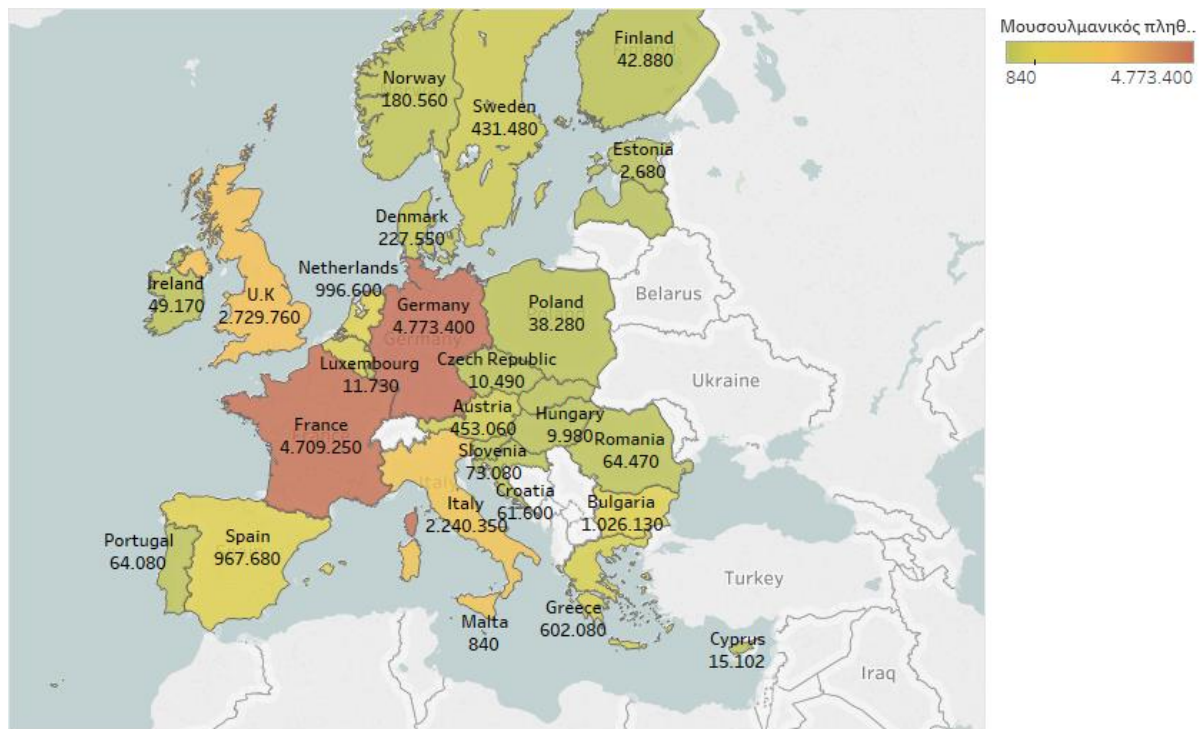 Μουσουλμανικός πληθ..
840 4.773.400
Finland
42.880
Norway
180.560
Sweden
431.480
Estonia
2.680
Denmark
227.550
Netherlands
996.600
Ireland
49.170
U.K
2.729.760
Germany
4.773.400
Germany
Poland
38.280
Belarus
Luxembourg
11.730
Czech Republic
10.490
Ukraine
France
4.709.250
Austria
453.060
Hungary
9.980
Romania
64.470
Slovenia
73.080
Croatia
61.600
Italy
Italy
2.240.350
Bulgaria
1.026.130
Portugal
64.080
Spain
967.680
Turkey
Greece
602.080
Malta
840
Cyprus
15.102
Iraq